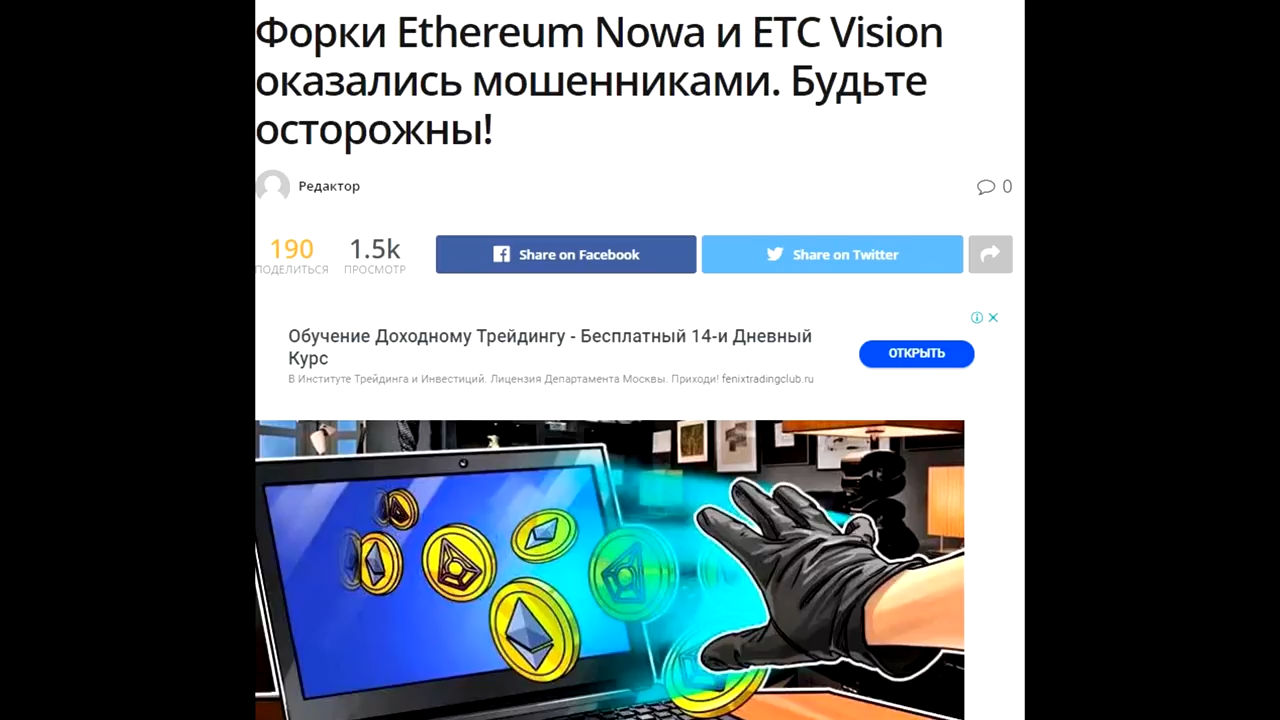 Форки Ethereum Nowa и ETC Vision
оказались мошенниками. Будьте
осторожны!
Редактор
0
190
1.5k
ПОДЕЛИТЬСЯ
ПРОСМОТР
Share on Facebook
Share on Twitter
Обучение Доходному Трейдингу - Бесплатный 14-и Дневный
Курс
ОТКРЫТЬ
В Институте Трейдинга и Инвестиций. Лицензия Департамента Москвы. Приходи! fenixtradingclub.ru